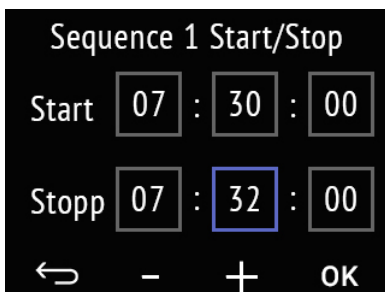 Sequence 1 Start/Stop
Start 07 : 30 : 00
Stopp 07 : 32 : 00
- + OK